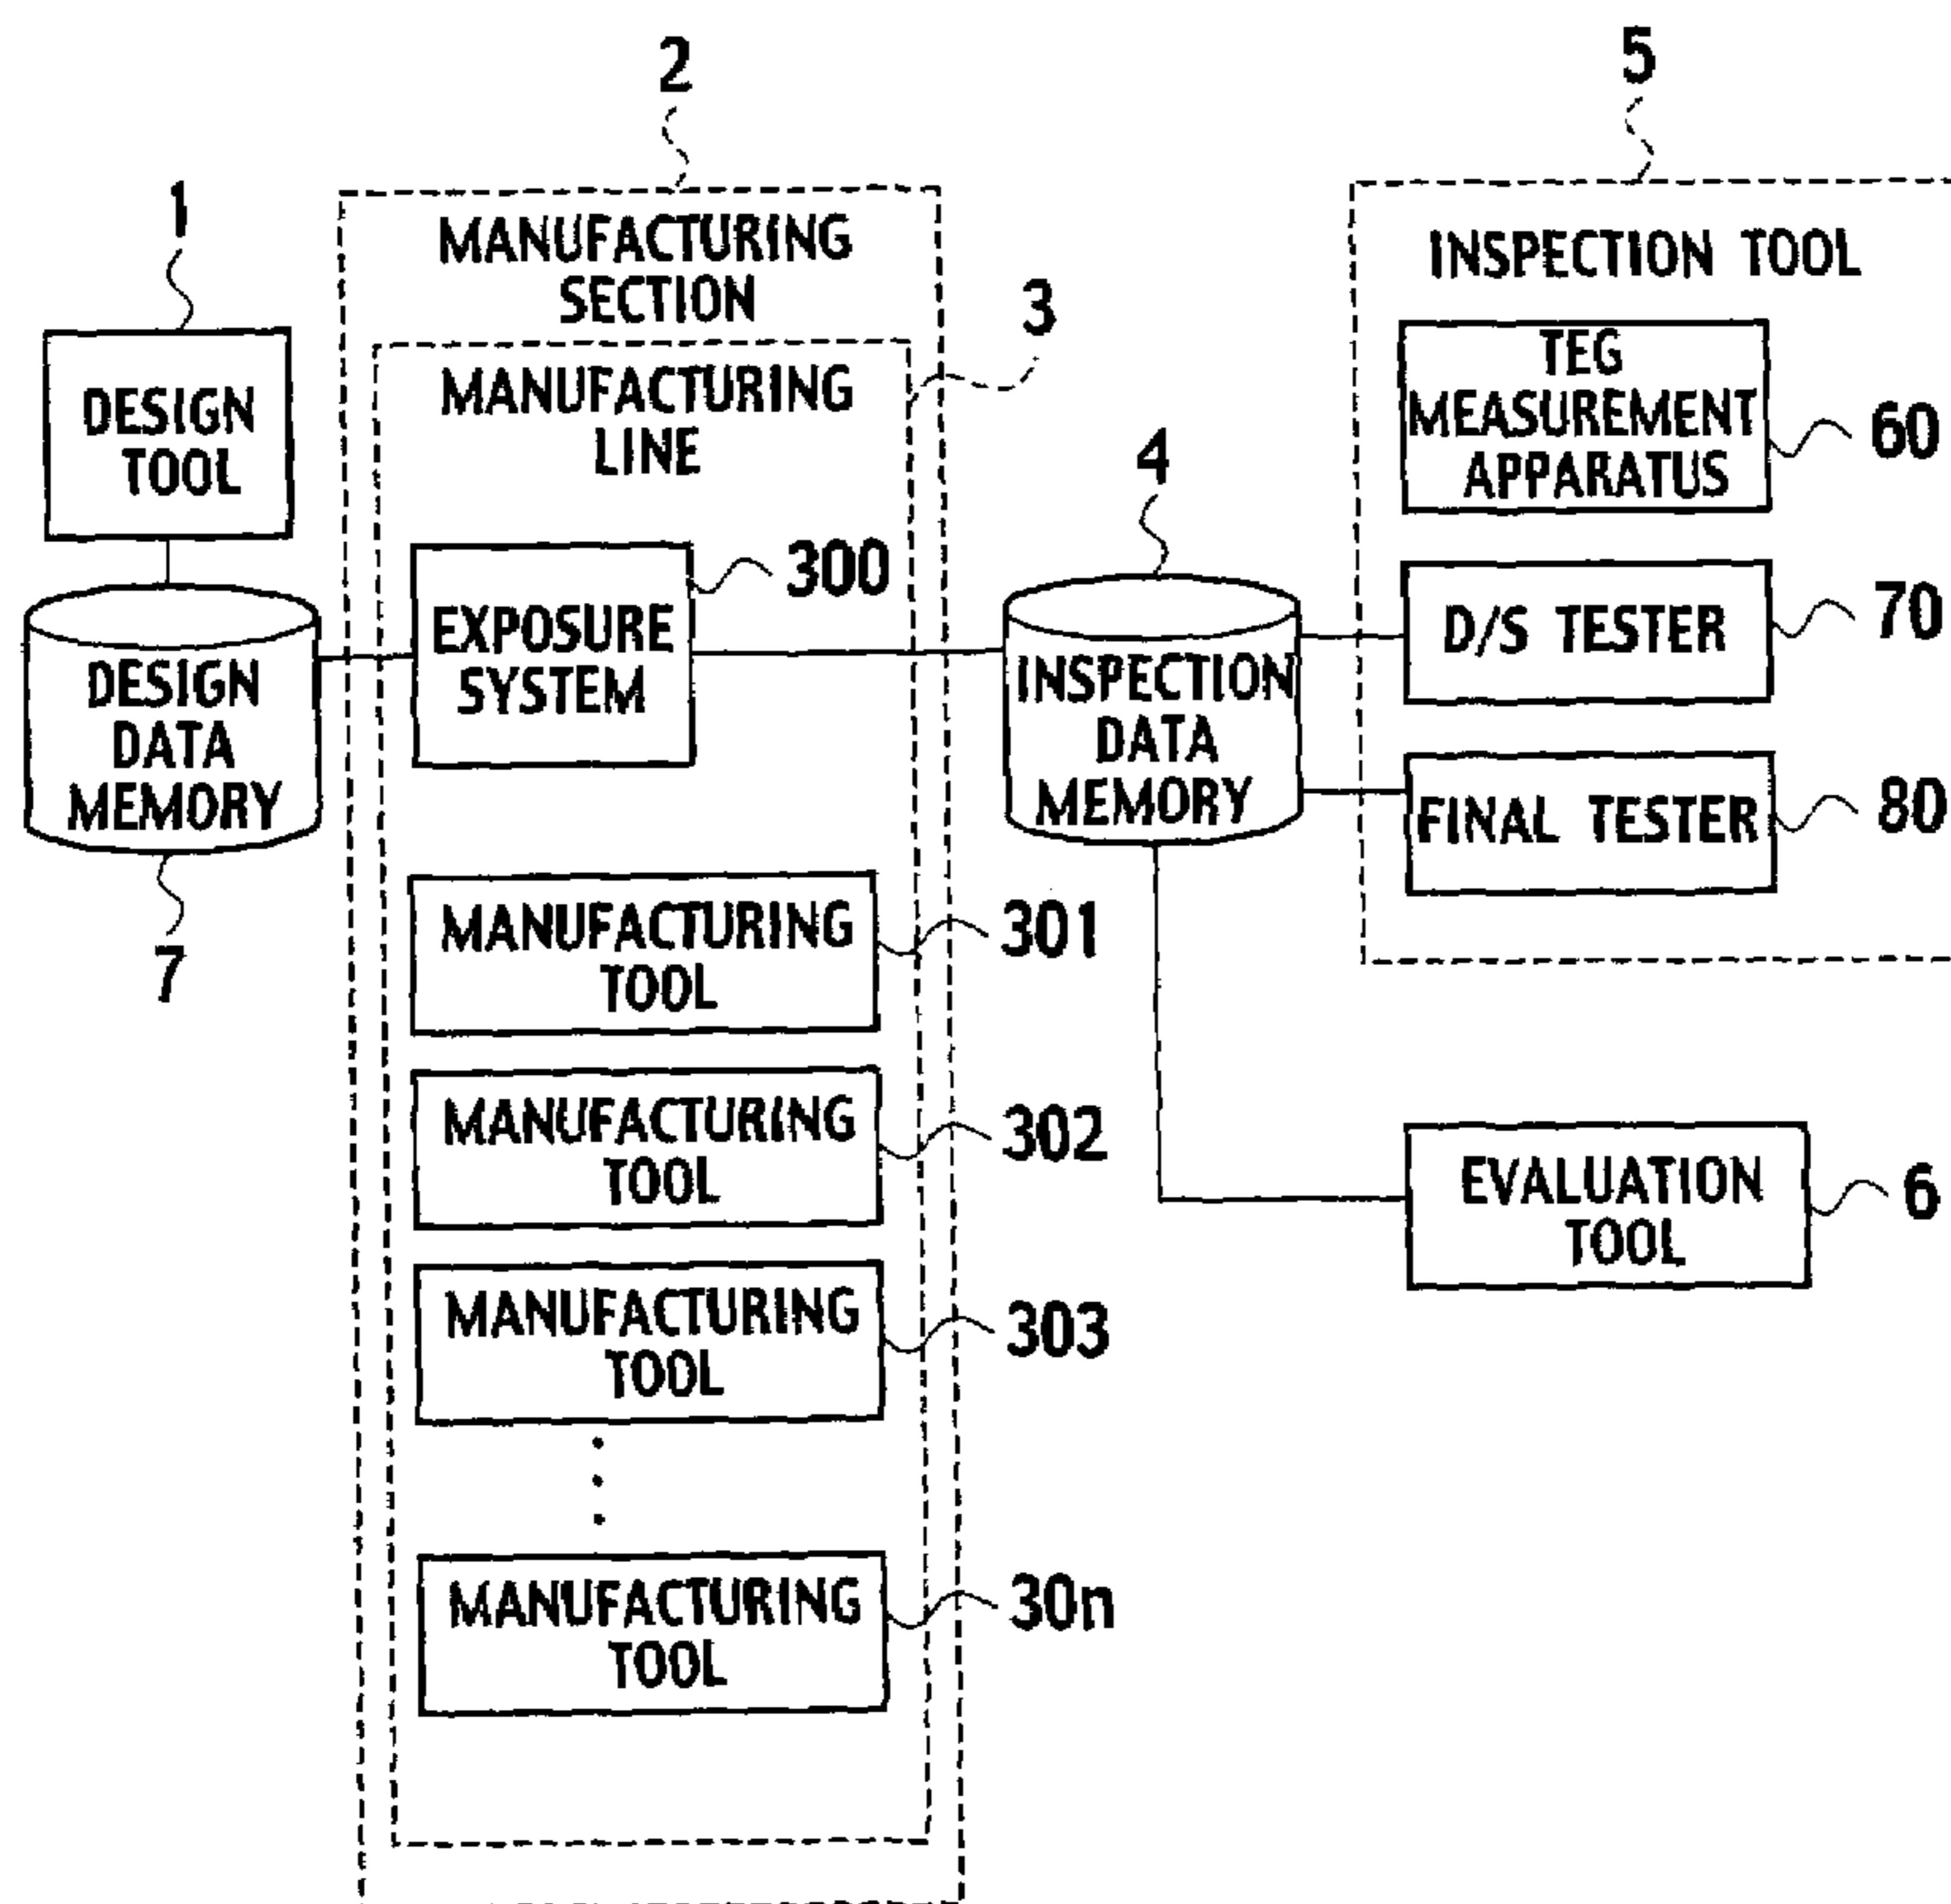 2
5
1
MANUFACTURING
SECTION
INSPECTION TOOL
3
DESIGN
TOOL
MANUFACTURING
LINE
TEG
MEASUREMENT
APPARATUS
60
4
300
EXPOSURE
SYSTEM
D/S TESTER
70
DESIGN
DATA
MEMORY
INSPECTION
DATA
MEMORY
FINAL TESTER
80
7
MANUFACTURING
TOOL
301
MANUFACTURING
TOOL
302
EVALUATION
TOOL
6
MANUFACTURING
TOOL
303
MANUFACTURING
TOOL
30n